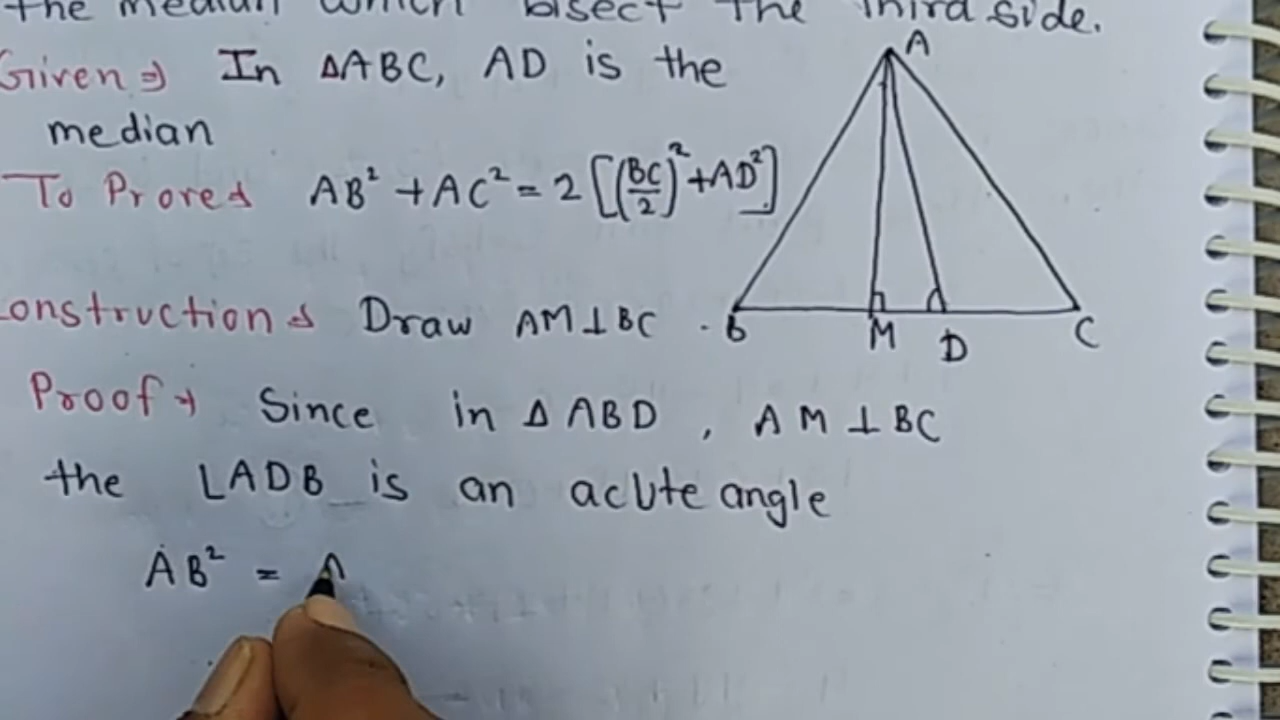 the median which bisect the third side.
Given ⇒ In ΔABC, AD is the
median
To Prove ⇒ AB² + AC² = 2 [(BC/2)² + AD²]
Construction ⇒ Draw AM ⊥ BC .
Proof ⇒ Since in Δ ABD , AM ⊥ BC
the ∠ADB is an acute angle
AB² = A
A
B
M
D
C